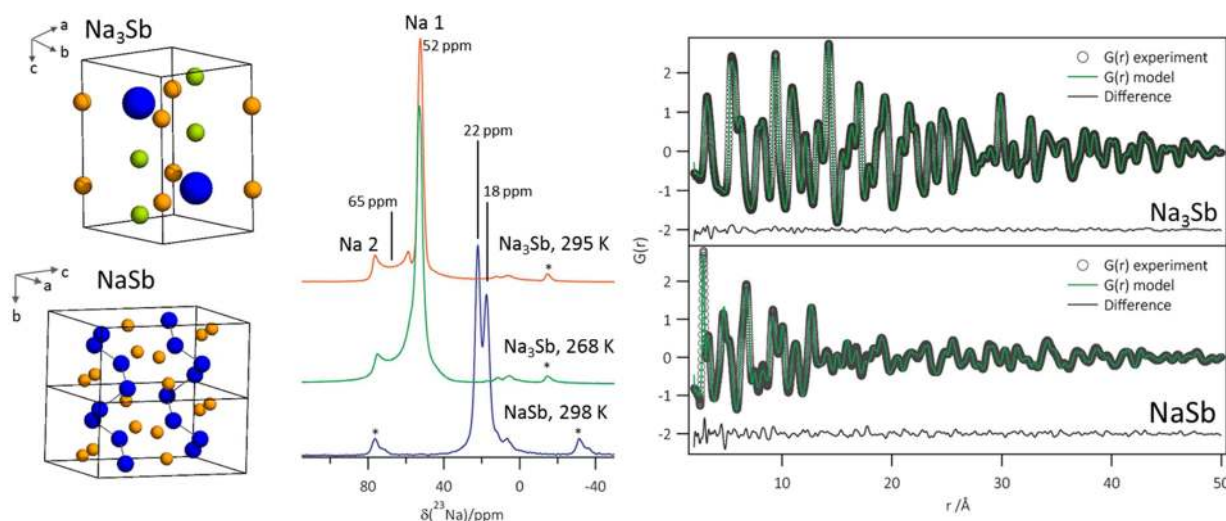 Na₃Sb
a
b
c
NaSb
c
a
b
Na 1
52 ppm
22 ppm
18 ppm
65 ppm
Na 2
Na₃Sb, 295 K
*
Na₃Sb, 268 K
*
NaSb, 298 K
*
*
80 40 0 -40
δ(²³Na)/ppm
G(r)
2
1
0
-1
-2
G(r) experiment
G(r) model
Difference
Na₃Sb
2
1
0
-1
-2
G(r) experiment
G(r) model
Difference
NaSb
10 20 30 40 50
r /Å